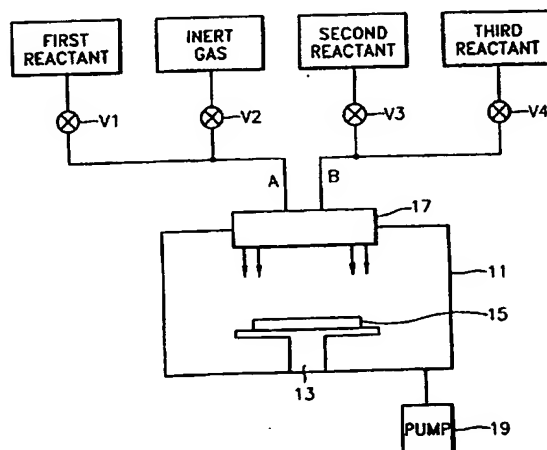 FIRST
REACTANT
INERT
GAS
SECOND
REACTANT
THIRD
REACTANT
V1
V2
V3
V4
A
B
17
11
15
13
PUMP
19